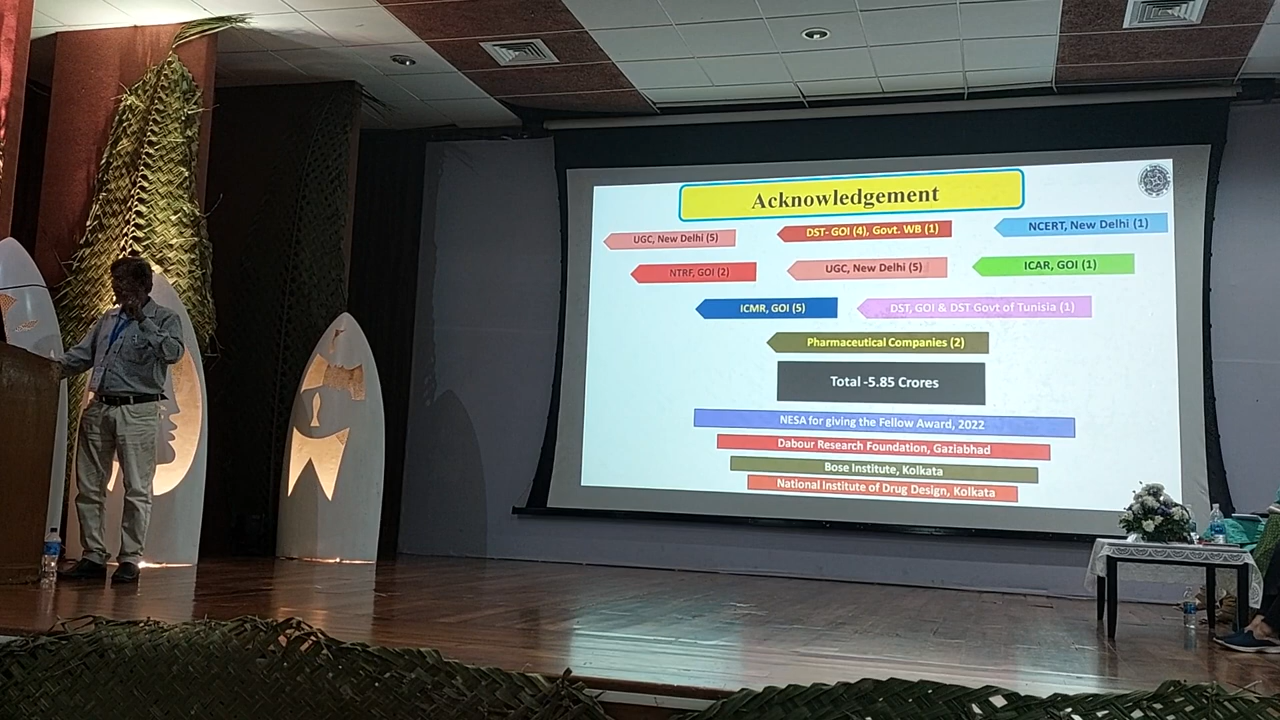 Acknowledgement
UGC, New Delhi (5)
DST- GOI (4), Govt. WB (1)
NCERT, New Delhi (1)
NTRF, GOI (2)
UGC, New Delhi (5)
ICAR, GOI (1)
ICMR, GOI (5)
DST, GOI & DST Govt of Tunisia (1)
Pharmaceutical Companies (2)
Total -5.85 Crores
NESA for giving the Fellow Award, 2022
Dabour Research Foundation, Gaziabhad
Bose Institute, Kolkata
National Institute of Drug Design, Kolkata